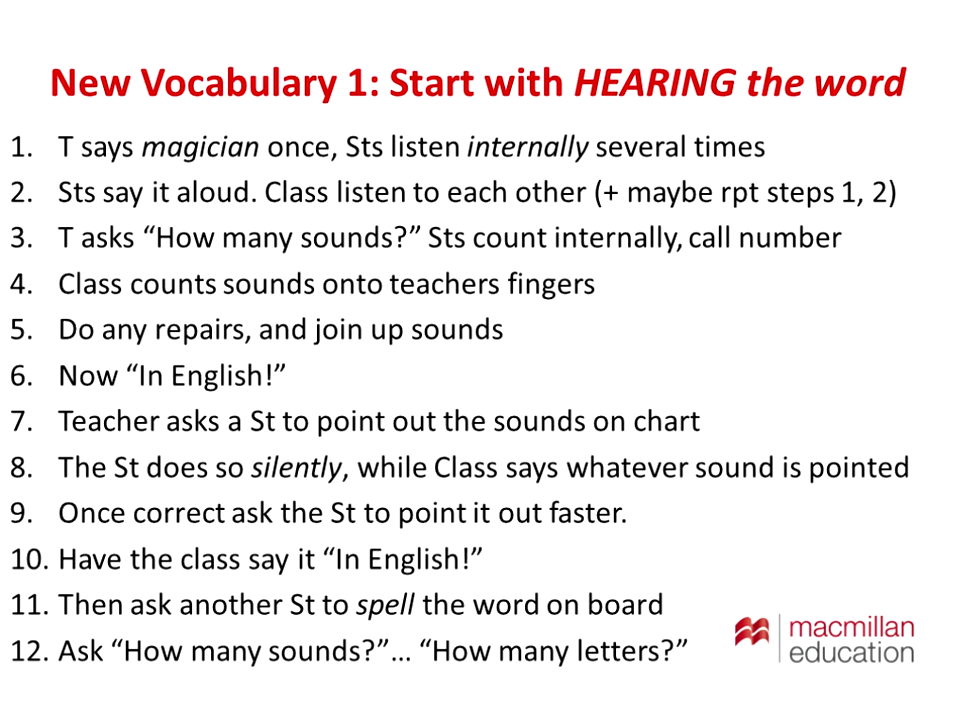 New Vocabulary 1: Start with HEARING the word
1. T says magician once, Sts listen internally several times
2. Sts say it aloud. Class listen to each other (+ maybe rpt steps 1, 2)
3. T asks “How many sounds?” Sts count internally, call number
4. Class counts sounds onto teachers fingers
5. Do any repairs, and join up sounds
6. Now “In English!”
7. Teacher asks a St to point out the sounds on chart
8. The St does so silently, while Class says whatever sound is pointed
9. Once correct ask the St to point it out faster.
10. Have the class say it “In English!”
11. Then ask another St to spell the word on board
12. Ask “How many sounds?”… “How many letters?”
macmillan
education